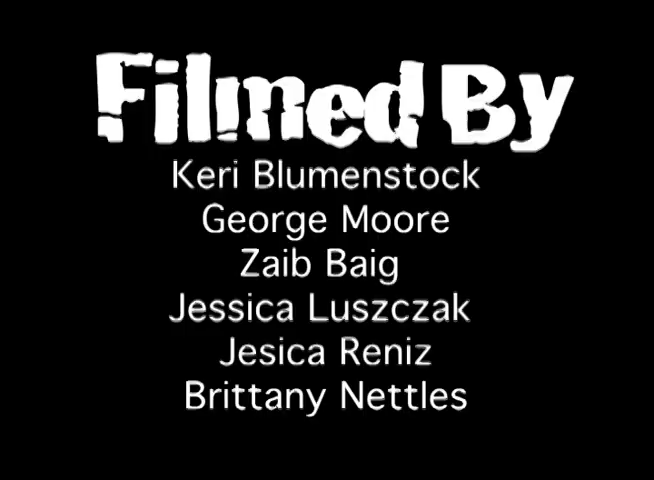 Filmed By
Keri Blumenstock
George Moore
Zaib Baig
Jessica Luszczak
Jesica Reniz
Brittany Nettles